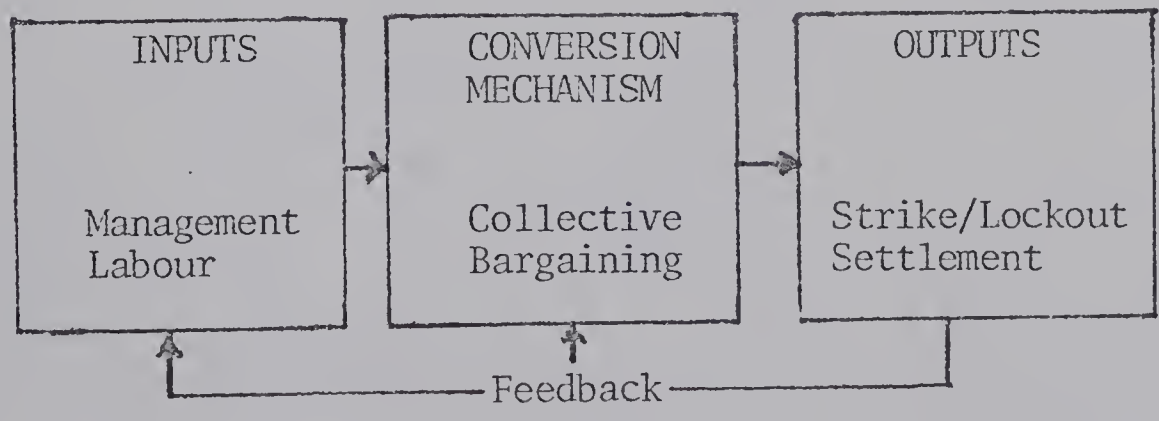 INPUTS
Management
Labour
CONVERSION
MECHANISM
Collective
Bargaining
OUTPUTS
Strike/Lockout
Settlement
Feedback